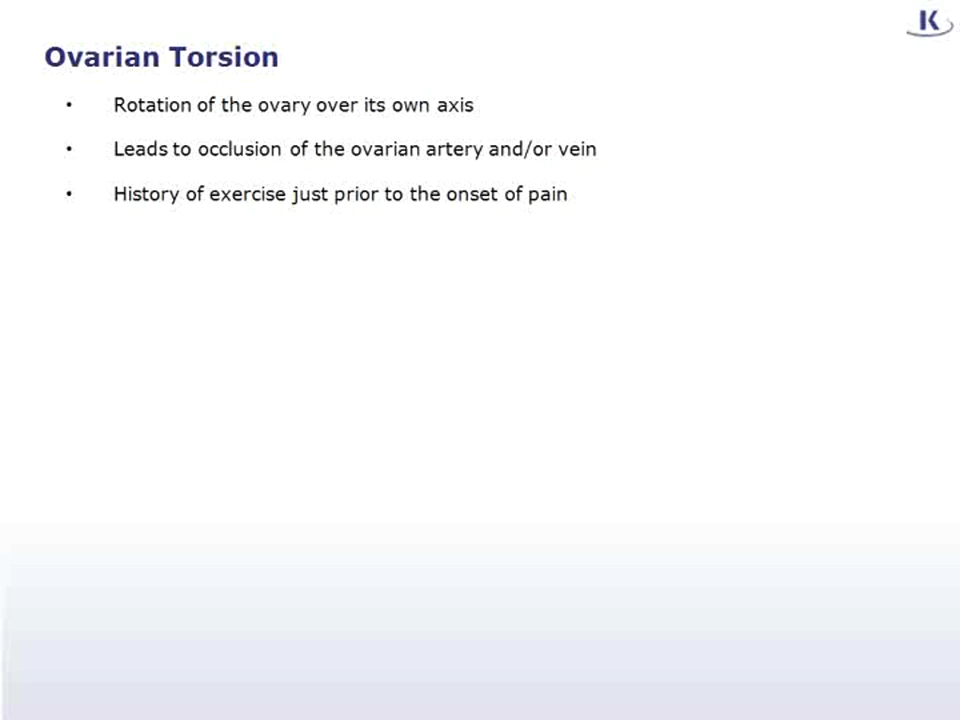 K
Ovarian Torsion
• Rotation of the ovary over its own axis
• Leads to occlusion of the ovarian artery and/or vein
• History of exercise just prior to the onset of pain